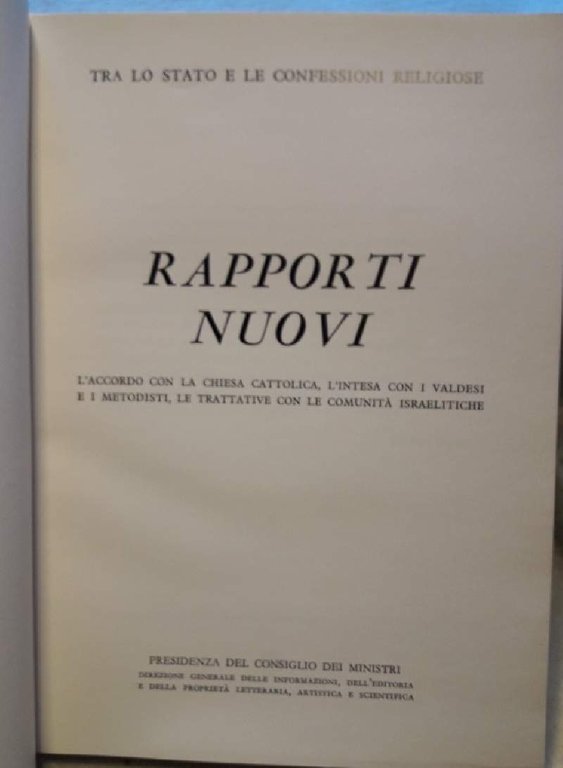 TRA LO STATO E LE CONFESSIONI RELIGIOSE
RAPPORTI
NUOVI
L'ACCORDO CON LA CHIESA CATTOLICA, L'INTESA CON I VALDESI
E I METODISTI, LE TRATTATIVE CON LE COMUNITÀ ISRAELITICHE
PRESIDENZA DEL CONSIGLIO DEI MINISTRI
DIREZIONE GENERALE DELLE INFORMAZIONI, DELL'EDITORIA
E DELLA PROPRIETÀ LETTERARIA, ARTISTICA E SCIENTIFICA